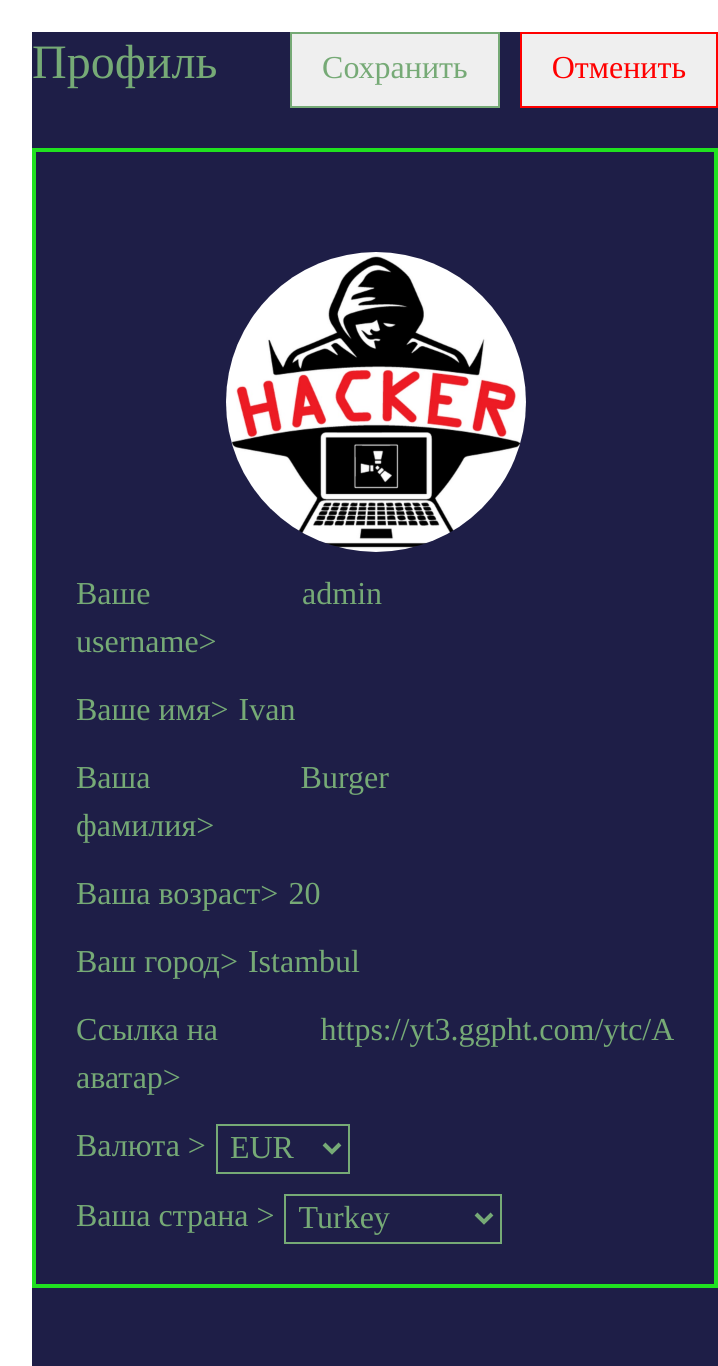 Профиль Сохранить Отменить
HACKER
Ваше admin
username>
Ваше имя> Ivan
Ваша Burger
фамилия>
Ваша возраст> 20
Ваш город> Istambul
Ссылка на https://yt3.ggpht.com/ytc/A
аватар>
Валюта > EUR
Ваша страна > Turkey